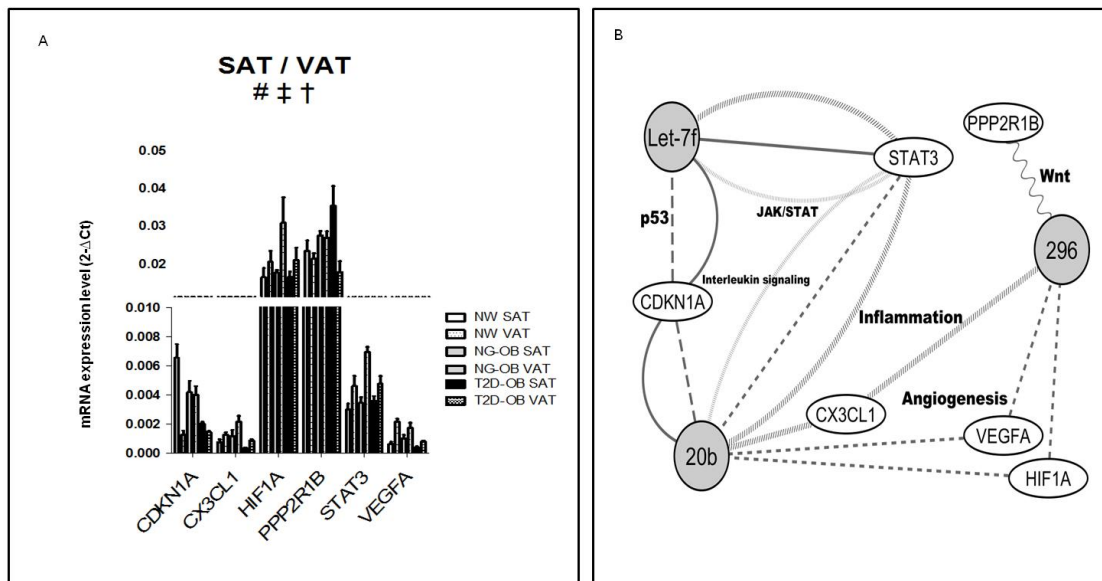 A
SAT / VAT
# ‡ †
mRNA expression level (2-ΔCt)
0.05
0.04
0.03
0.02
0.010
0.008
0.006
0.004
0.002
0.000
CDKN1A
CX3CL1
HIF1A
PPP2R1B
STAT3
VEGFA
NW SAT
NW VAT
NG-OB SAT
NG-OB VAT
T2D-OB SAT
T2D-OB VAT
B
Let-7f
STAT3
PPP2R1B
Wnt
p53
JAK/STAT
296
CDKN1A
Interleukin signaling
Inflammation
CX3CL1
Angiogenesis
VEGFA
20b
HIF1A